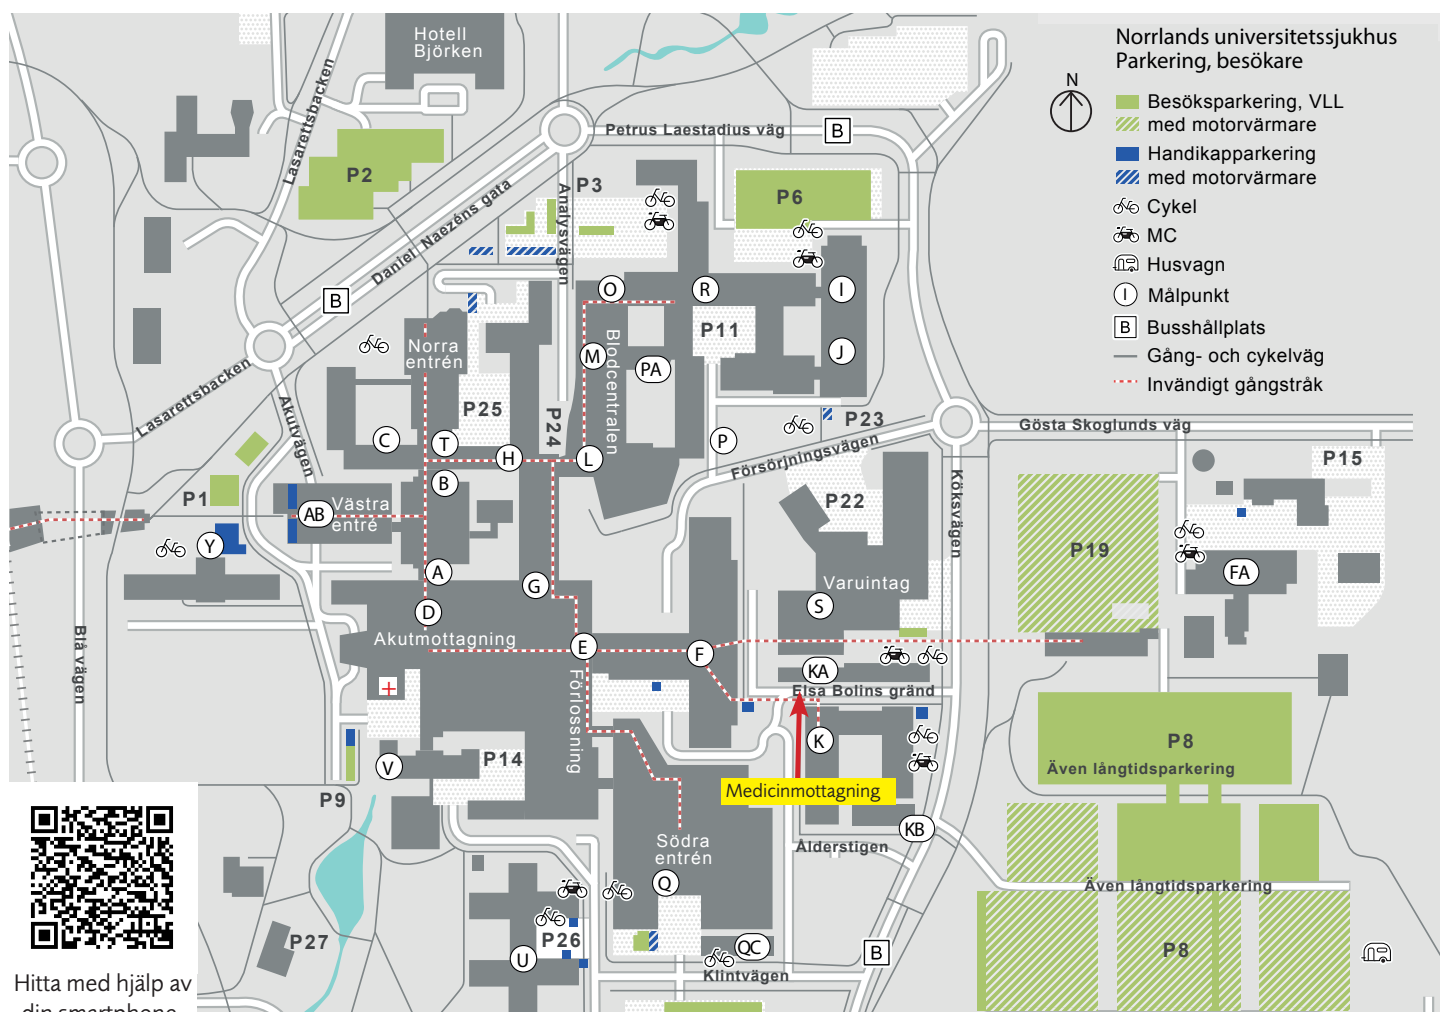 Norrlands universitetssjukhus
Parkering, besökare
N
Besöksparkering, VLL
med motorvärmare
Handikapparkering
med motorvärmare
Cykel
MC
Husvagn
I Målpunkt
B Busshållplats
Gång- och cykelväg
Invändigt gångstråk
Hotell
Björken
Lasarettsbacken
P2
Petrus Laestadius väg
B
Daniel Naezéns gata
Analysvägen
P3
P6
B
O
R
I
Norra
entrén
M
Blodcentralen
PA
P11
J
Lasarettsbacken
Akutvägen
P25
P24
C
T
H
L
P
P23
Försörjningsvägen
Gösta Skoglunds väg
P15
B
P1
AB
Västra
entré
Y
P22
Köksvägen
P19
A
G
Varuintag
FA
D
S
Akutmottagning
E
F
KA
Blå vägen
Förlossning
Elsa Bolins gränd
K
P8
Även långtidsparkering
V
P14
P9
Medicinmottagning
KB
Södra
entrén
Ålderstigen
Q
Även långtidsparkering
P27
P26
U
QC
B
P8
Klintvägen
Hitta med hjälp av
din smartphone